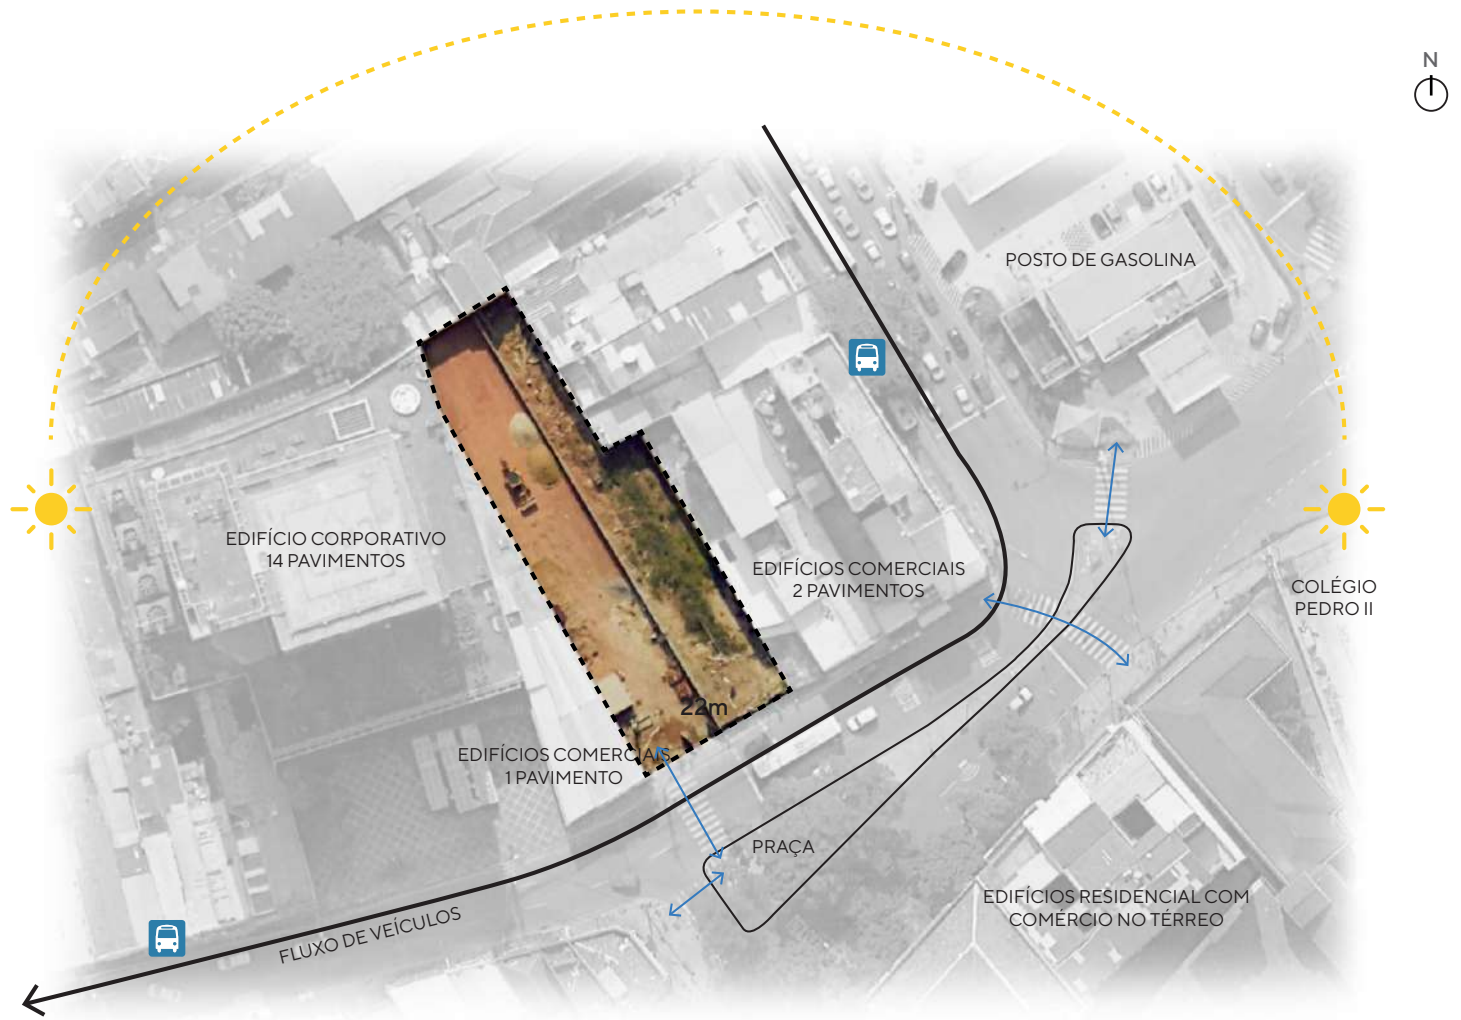 N
POSTO DE GASOLINA
EDIFÍCIO CORPORATIVO
14 PAVIMENTOS
EDIFÍCIOS COMERCIAIS
2 PAVIMENTOS
COLÉGIO
PEDRO II
22m
EDIFÍCIOS COMERCIAIS
1 PAVIMENTO
PRAÇA
EDIFÍCIOS RESIDENCIAL COM
COMÉRCIO NO TÉRREO
FLUXO DE VEÍCULOS